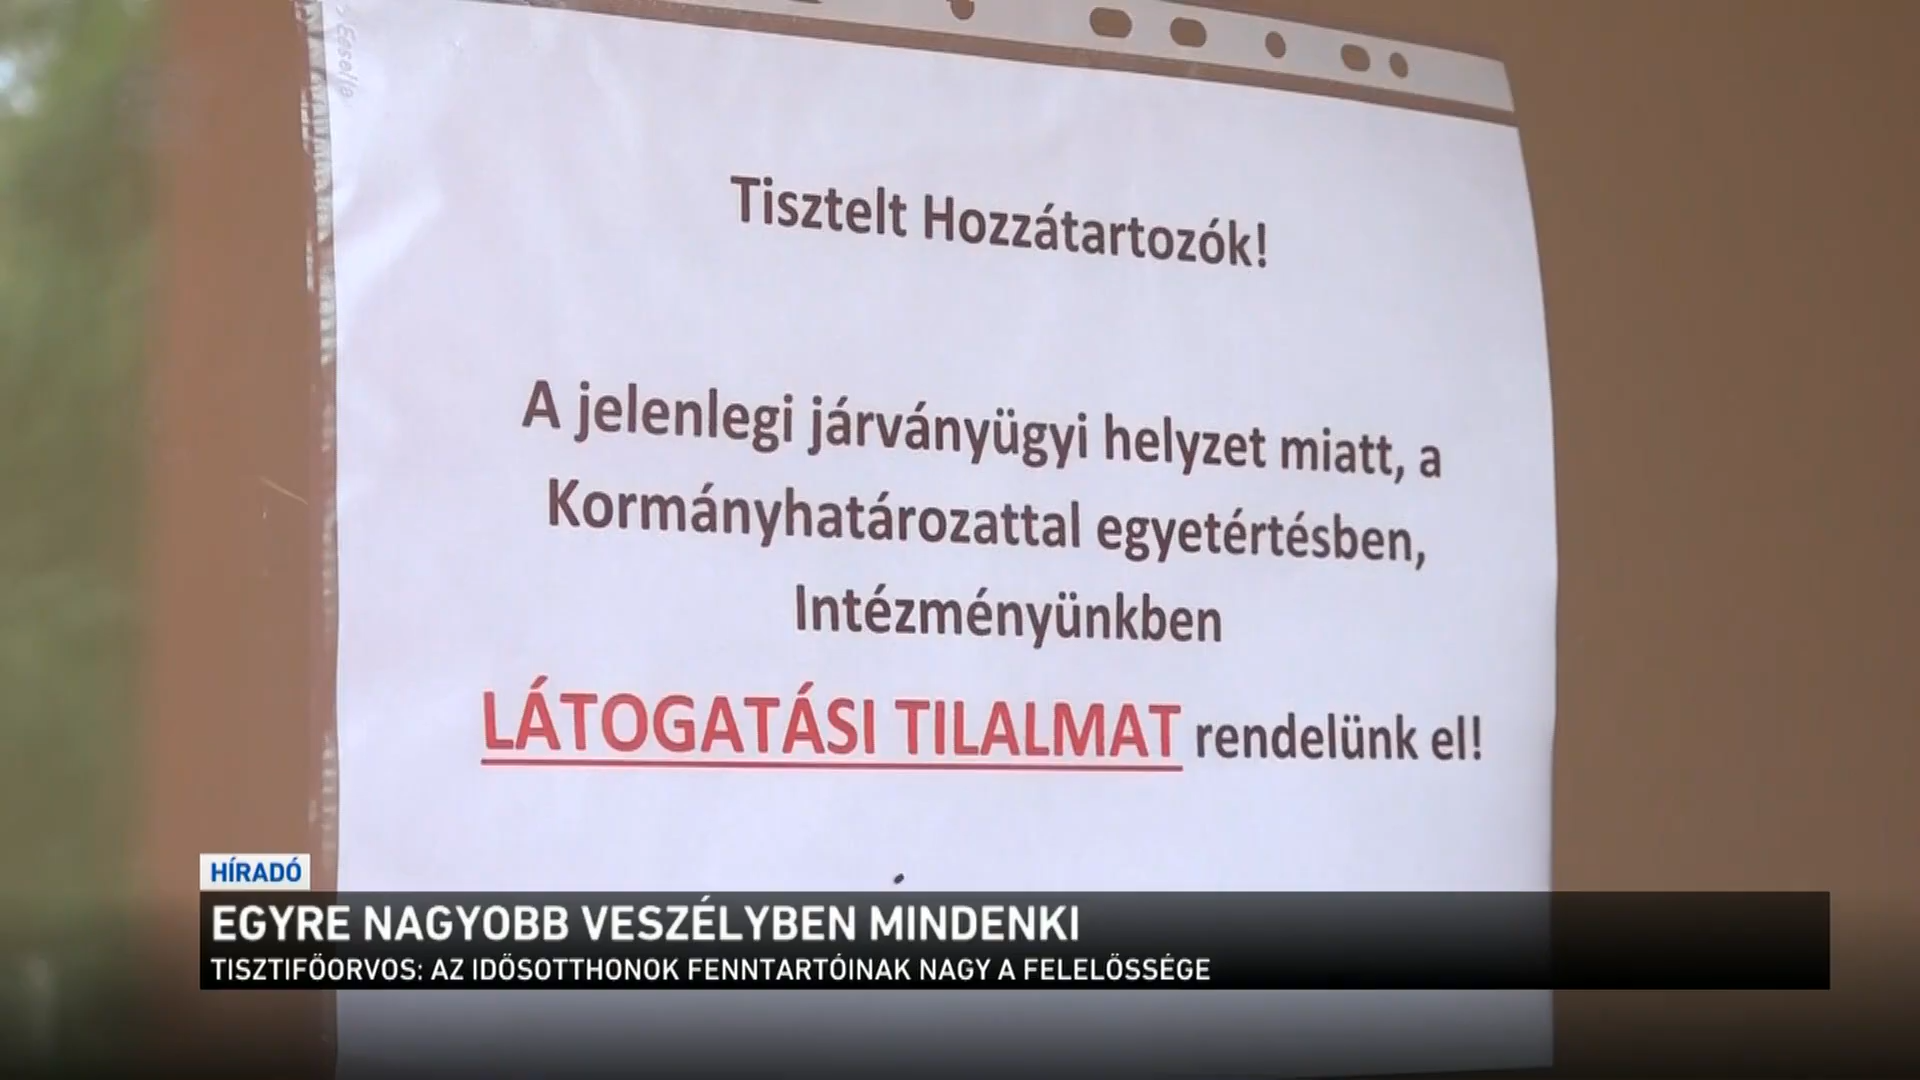 Tisztelt Hozzátartozók!
A jelenlegi járványügyi helyzet miatt, a
Kormányhatározattal egyetértésben,
Intézményünkben
LÁTOGATÁSI TILALMAT rendelünk el!
HÍRADÓ
EGYRE NAGYOBB VESZÉLYBEN MINDENKI
TISZTIFŐORVOS: AZ IDŐSOTTHONOK FENNTARTÓINAK NAGY A FELELŐSSÉGE